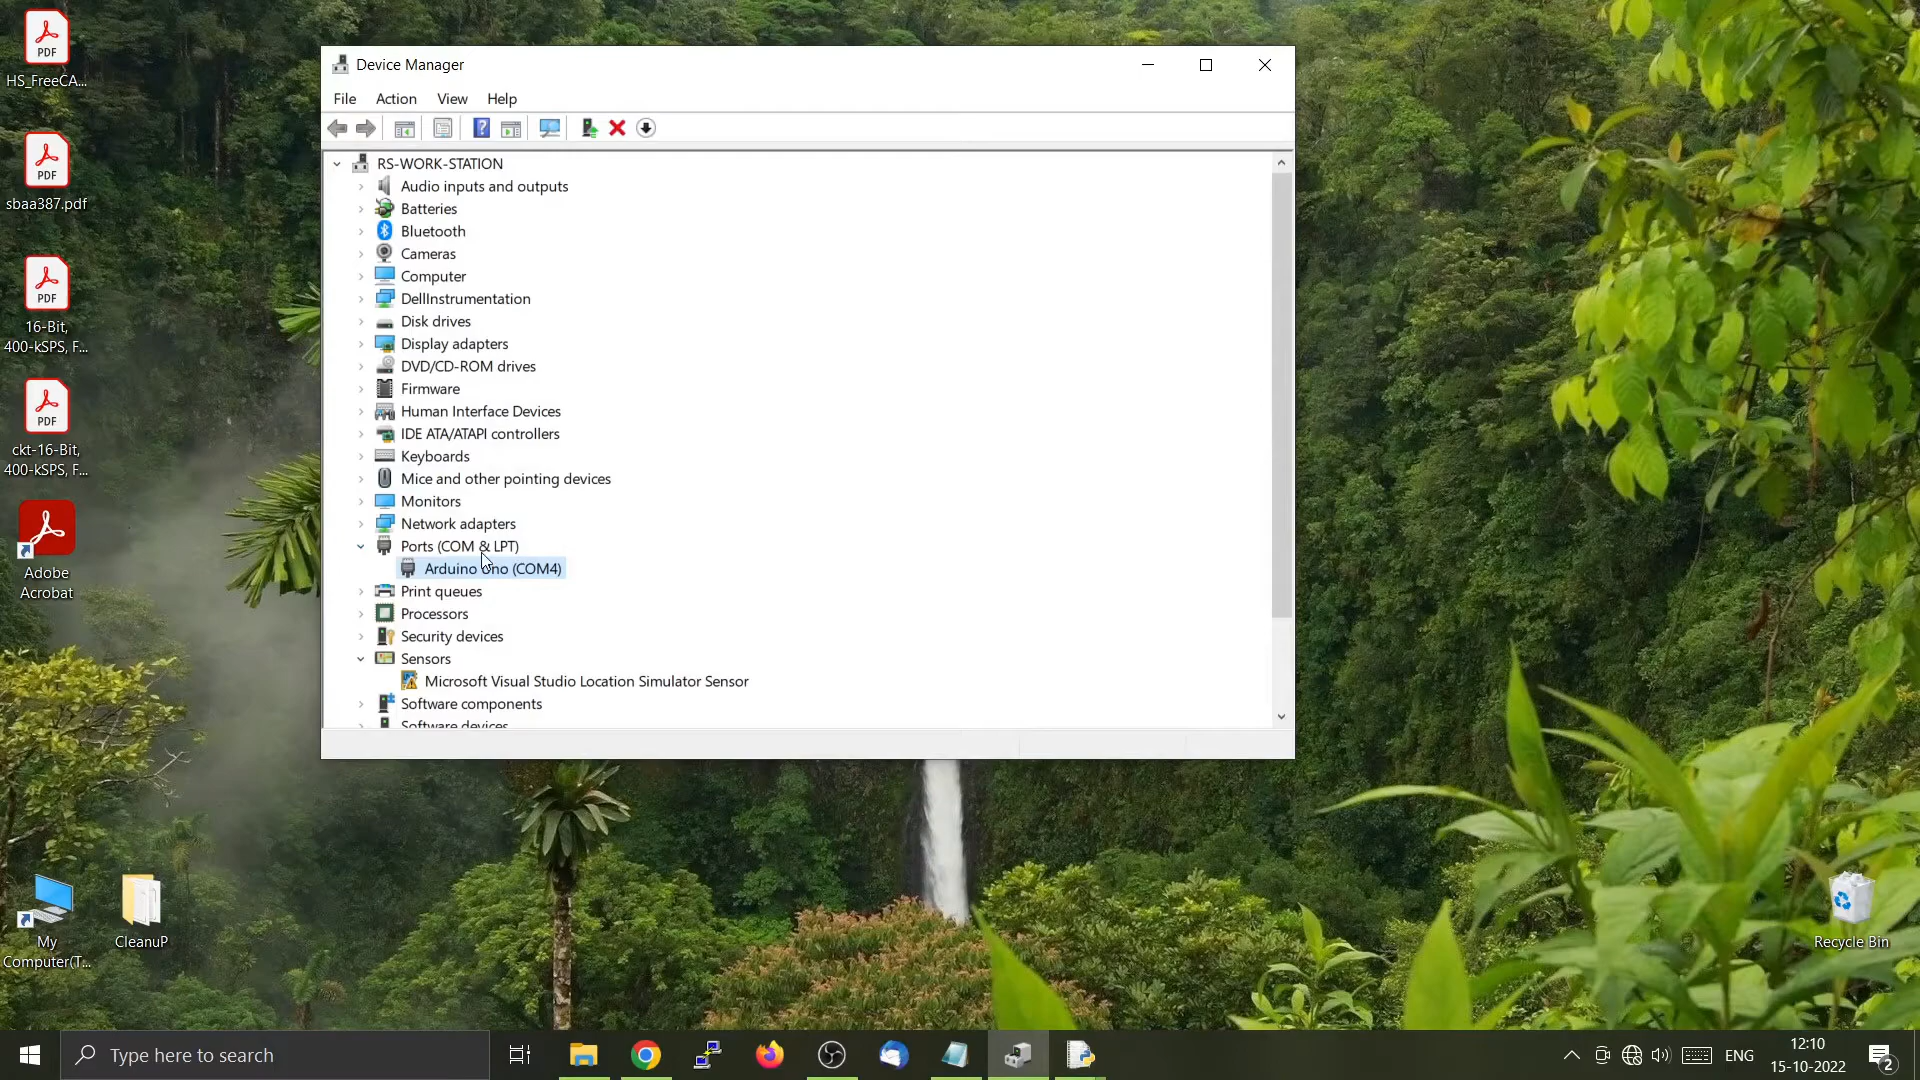 PDF
HS_FreeCA...
PDF
sbaa387.pdf
PDF
16-Bit,
400-kSPS, F...
PDF
ckt-16-Bit,
400-kSPS, F...
Adobe
Acrobat
My
Computer(T...
CleanuP
Device Manager
File Action View Help
RS-WORK-STATION
Audio inputs and outputs
Batteries
Bluetooth
Cameras
Computer
DellInstrumentation
Disk drives
Display adapters
DVD/CD-ROM drives
Firmware
Human Interface Devices
IDE ATA/ATAPI controllers
Keyboards
Mice and other pointing devices
Monitors
Network adapters
Ports (COM & LPT)
Arduino Uno (COM4)
Print queues
Processors
Security devices
Sensors
Microsoft Visual Studio Location Simulator Sensor
Software components
Software devices
Recycle Bin
Type here to search
ENG
12:10
15-10-2022
2